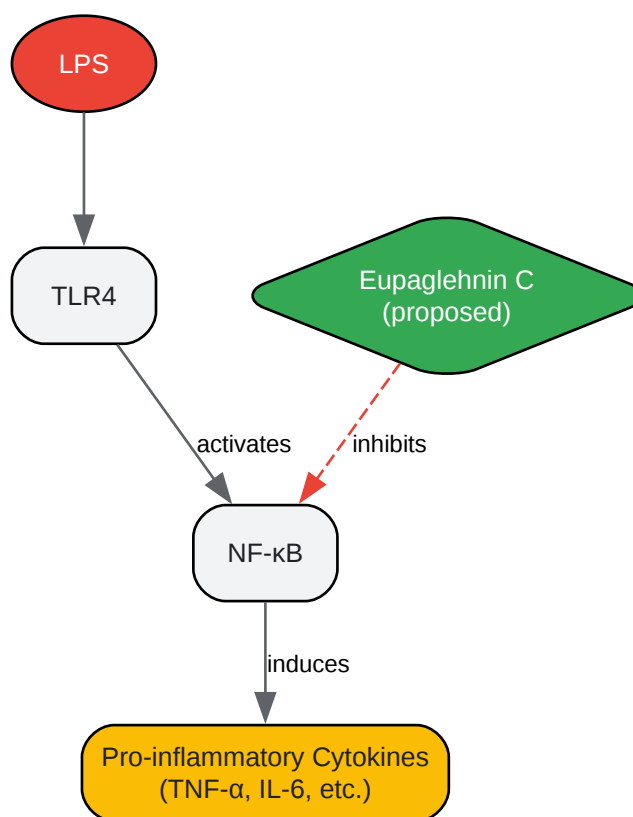 LPS
TLR4
Eupaglehnin C
(proposed)
activates
inhibits
NF-κB
induces
Pro-inflammatory Cytokines
(TNF-α, IL-6, etc.)